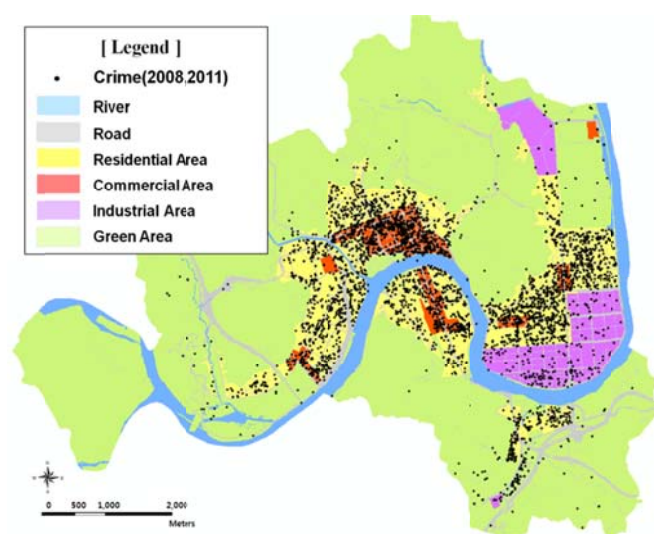 [ Legend ]
Crime(2008,2011)
River
Road
Residential Area
Commercial Area
Industrial Area
Green Area
0 500 1,000 2,000
Meters